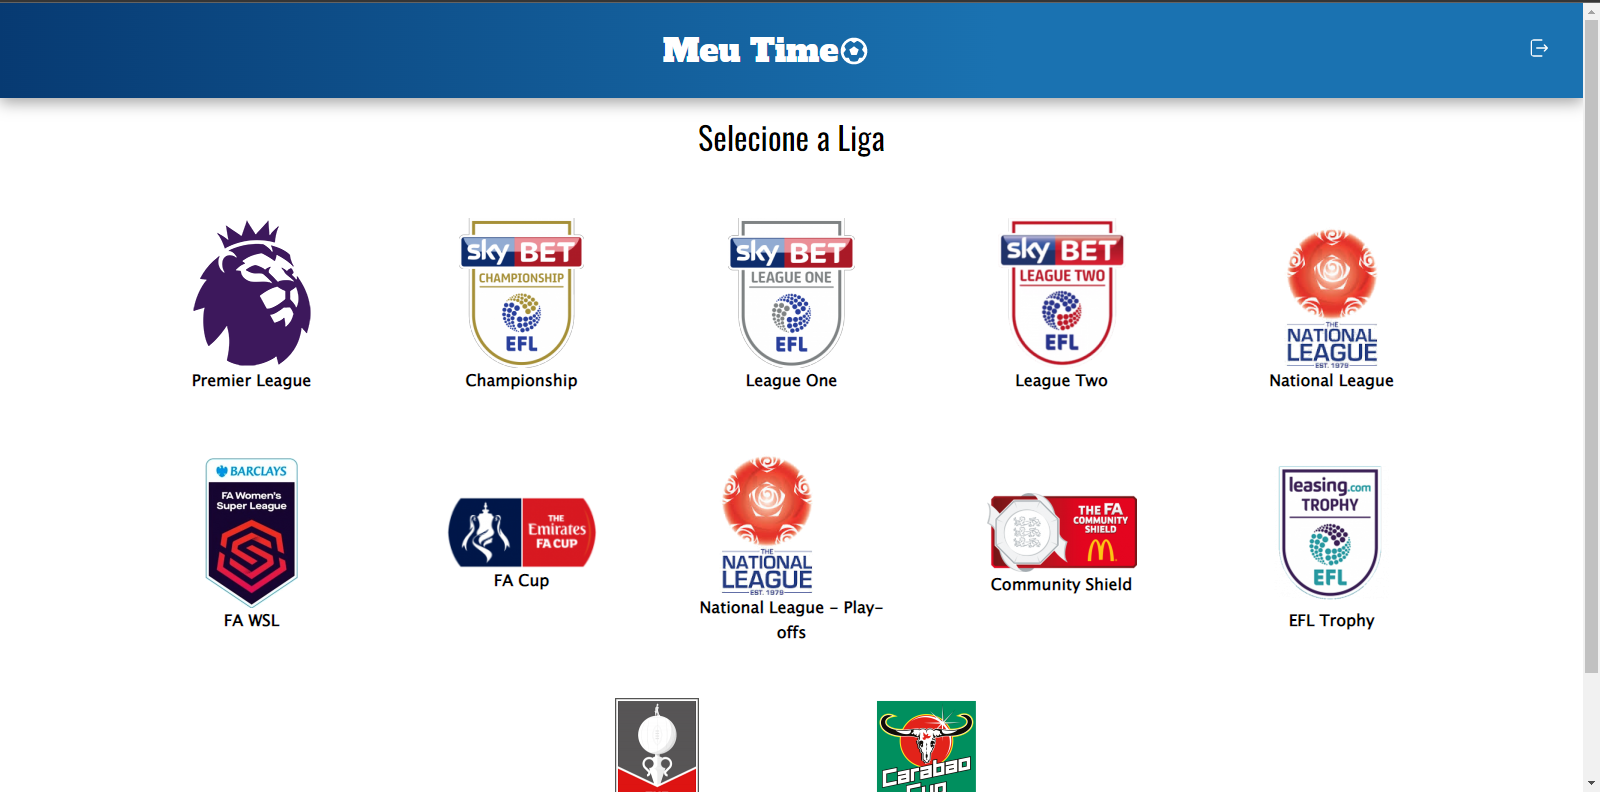 Meu Time
Selecione a Liga
sky BET
CHAMPIONSHIP
EFL
Premier League
Championship
sky BET
LEAGUE ONE
EFL
League One
sky BET
LEAGUE TWO
EFL
League Two
THE
NATIONAL
LEAGUE
EST. 1979
National League
BARCLAYS
FA Women's
Super League
FA WSL
THE
Emirates
FA CUP
FA Cup
THE
NATIONAL
LEAGUE
EST. 1979
National League - Play-
offs
THE FA
COMMUNITY
SHIELD
Community Shield
leasing.com
TROPHY
EFL
EFL Trophy
Carabao
Cup